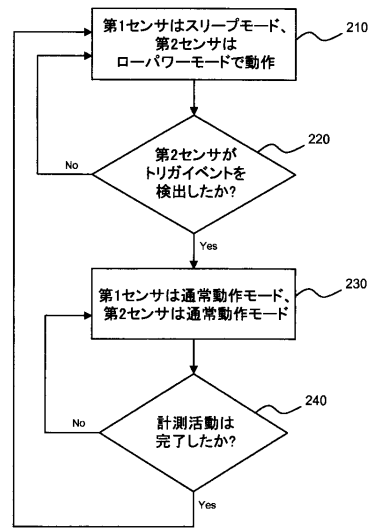 第1センサはスリープモード、
第2センサは
ローパワーモードで動作
210
第2センサが
トリガイベントを
検出したか?
220
No
Yes
第1センサは通常動作モード、
第2センサは通常動作モード
230
計測活動は
完了したか?
240
No
Yes